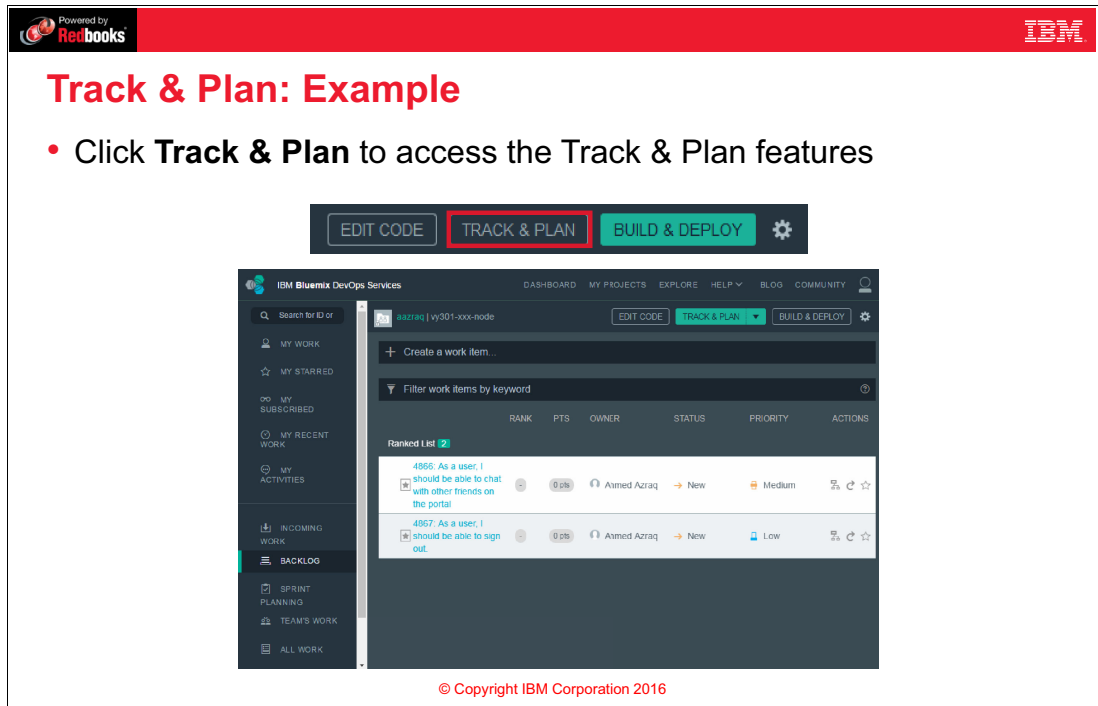 Powered by
Redbooks
IBM
Track & Plan: Example
• Click Track & Plan to access the Track & Plan features
EDIT CODE TRACK & PLAN BUILD & DEPLOY
IBM Bluemix DevOps Services DASHBOARD MY PROJECTS EXPLORE HELP BLOG COMMUNITY
Search for ID or
aazraq | vy301-xxx-node EDIT CODE TRACK & PLAN BUILD & DEPLOY
MY WORK
MY STARRED
MY
SUBSCRIBED
MY RECENT
WORK
MY
ACTIVITIES
INCOMING
WORK
BACKLOG
SPRINT
PLANNING
TEAM'S WORK
ALL WORK
Create a work item...
Filter work items by keyword
RANK PTS OWNER STATUS PRIORITY ACTIONS
Ranked List 2
4866: As a user, I
should be able to chat
with other friends on
the portal
- 0 pts Ahmed Azraq New Medium
4867: As a user, I
should be able to sign
out.
- 0 pts Ahmed Azraq New Low
© Copyright IBM Corporation 2016